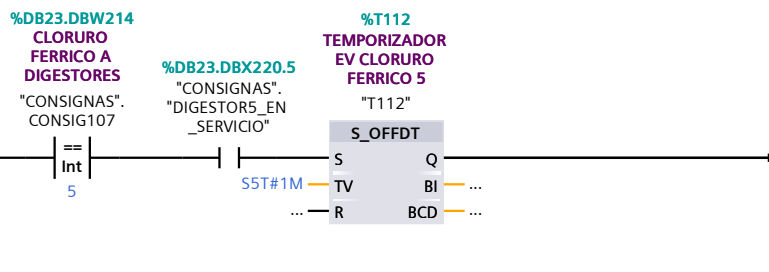 %DB23.DBW214
CLORURO
FERRICO A
DIGESTORES
"CONSIGNAS".
CONSIG107
==
Int
5
%DB23.DBX220.5
"CONSIGNAS".
"DIGESTOR5_EN
_SERVICIO"
%T112
TEMPORIZADOR
EV CLORURO
FERRICO 5
"T112"
S_OFFDT
S Q
S5T#1M TV BI ...
... R BCD ...